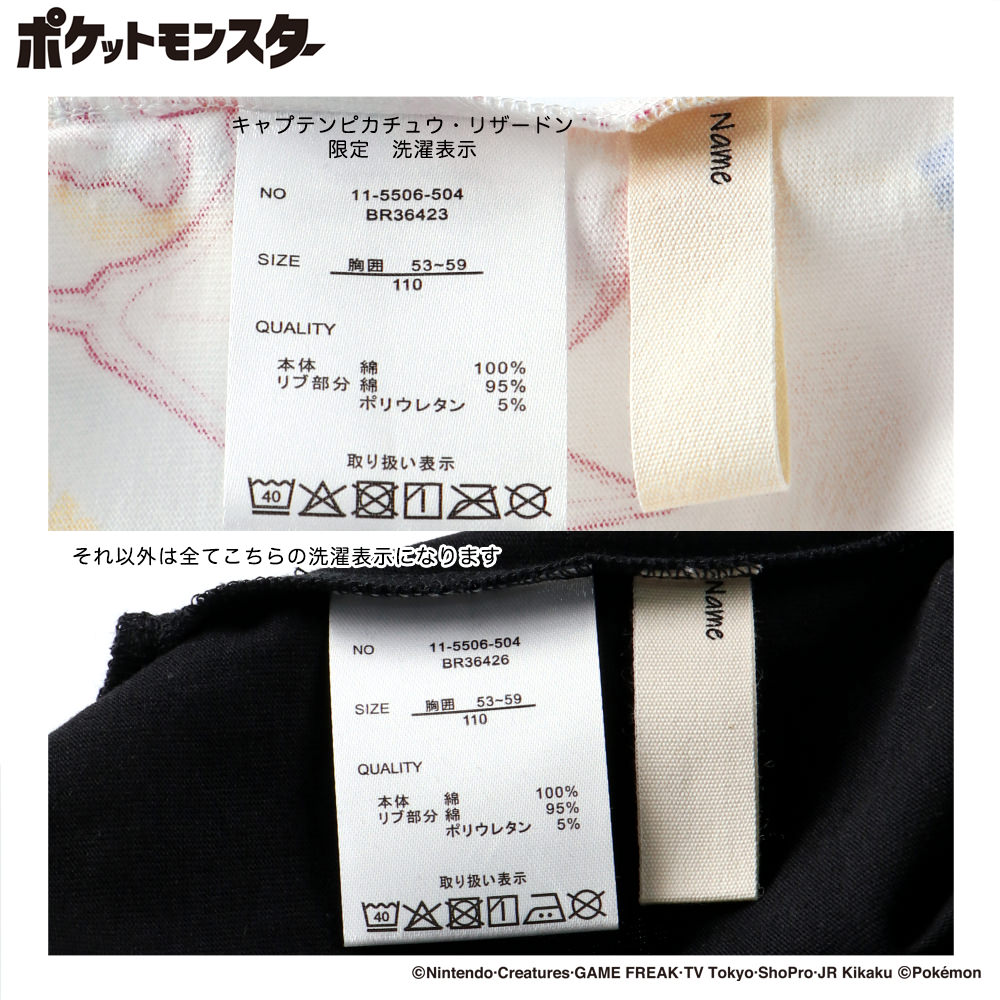 ポケットモンスター
キャプテンピカチュウ・リザードン
限定　洗濯表示
NO 11-5506-504
BR36423
SIZE 胸囲 53~59
110
QUALITY
本体 綿 100%
リブ部分 綿 95%
ポリウレタン 5%
取り扱い表示
40
Name
それ以外は全てこちらの洗濯表示になります
NO 11-5506-504
BR36426
SIZE 胸囲 53~59
110
QUALITY
本体 綿 100%
リブ部分 綿 95%
ポリウレタン 5%
取り扱い表示
40
Name
©Nintendo·Creatures·GAME FREAK·TV Tokyo·ShoPro·JR Kikaku ©Pokémon